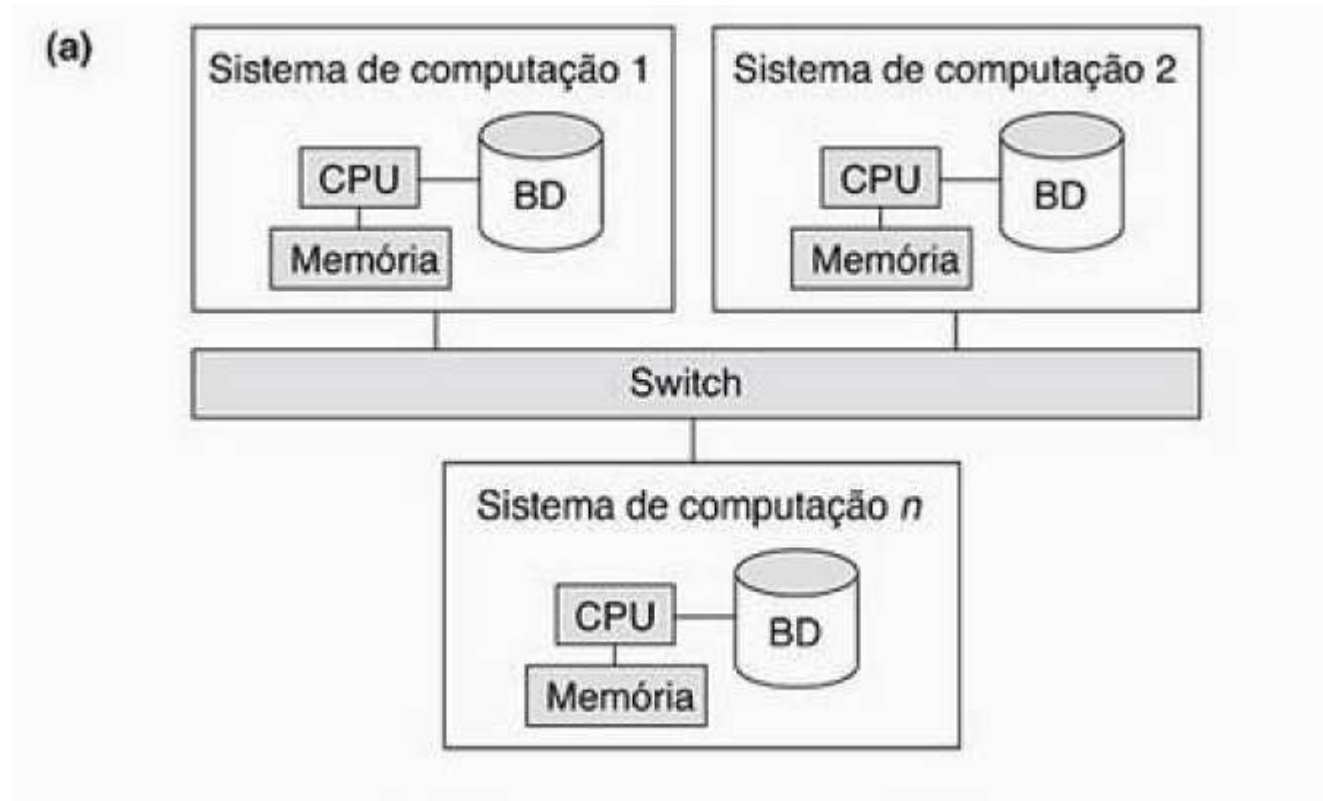 (a)
Sistema de computação 1
CPU
BD
Memória
Sistema de computação 2
CPU
BD
Memória
Switch
Sistema de computação n
CPU
BD
Memória